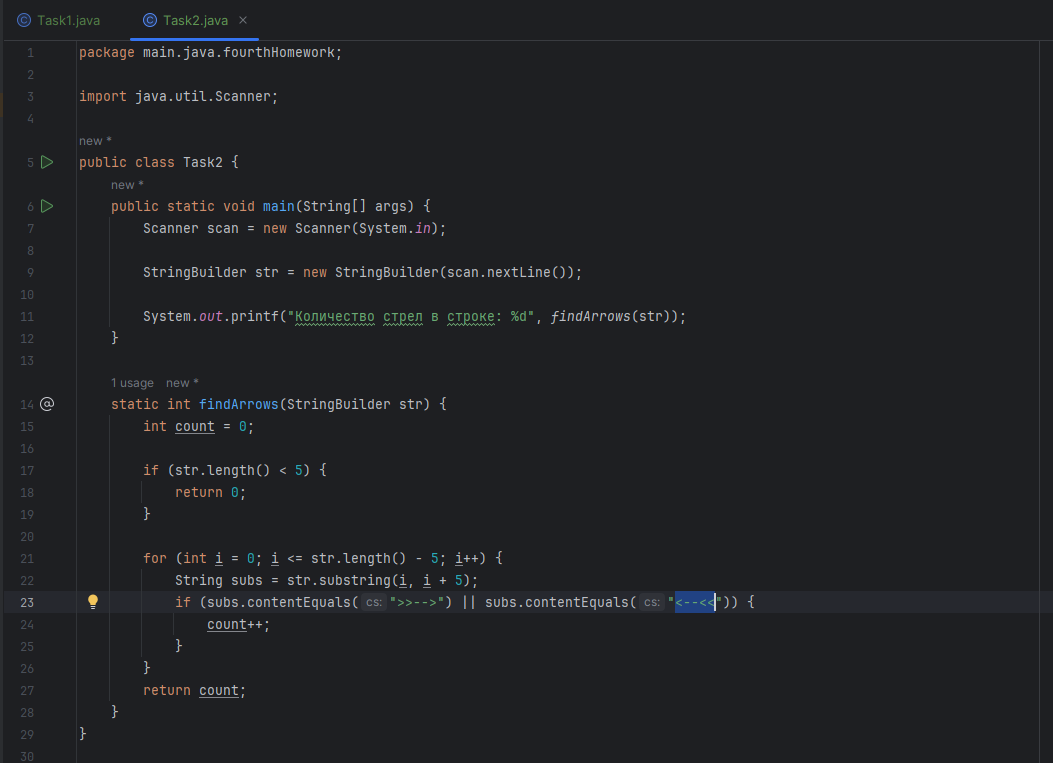 Task1.java Task2.java
1 package main.java.fourthHomework;
2
3 import java.util.Scanner;
4
new *
5 public class Task2 {
new *
6 public static void main(String[] args) {
7 Scanner scan = new Scanner(System.in);
8
9 StringBuilder str = new StringBuilder(scan.nextLine());
10
11 System.out.printf("Количество стрел в строке: %d", findArrows(str));
12 }
13
1 usage new *
14 static int findArrows(StringBuilder str) {
15 int count = 0;
16
17 if (str.length() < 5) {
18 return 0;
19 }
20
21 for (int i = 0; i <= str.length() - 5; i++) {
22 String subs = str.substring(i, i + 5);
23 if (subs.contentEquals( cs: ">>-->") || subs.contentEquals( cs: "<--<<")) {
24 count++;
25 }
26 }
27 return count;
28 }
29 }
30